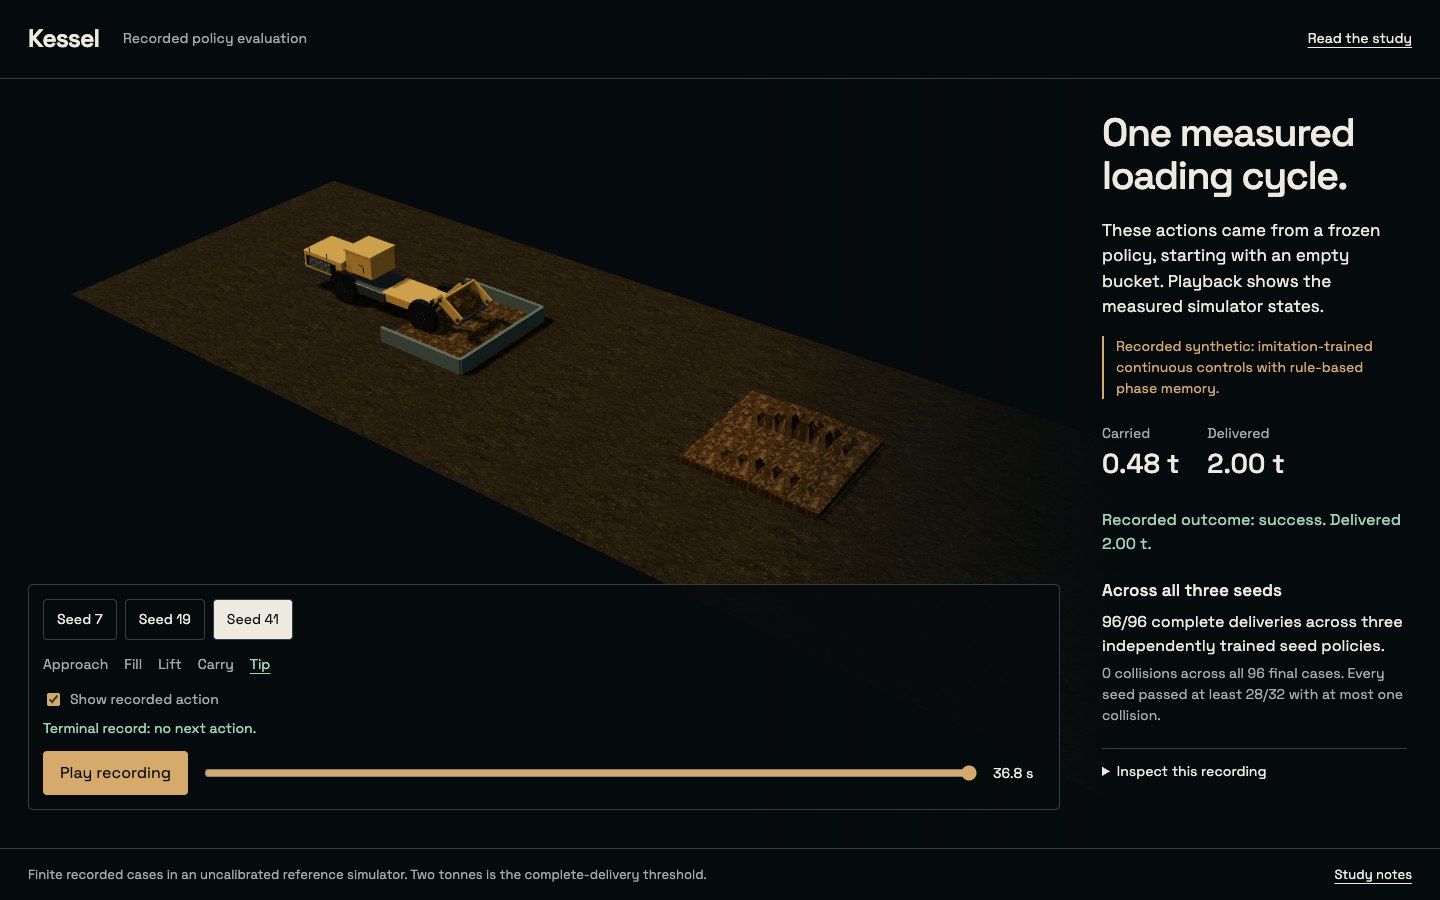 Kessel
Recorded policy evaluation
Read the study
One measured
loading cycle.
These actions came from a frozen
policy, starting with an empty
bucket. Playback shows the
measured simulator states.
Recorded synthetic: imitation-trained
continuous controls with rule-based
phase memory.
Carried Delivered
0.48 t 2.00 t
Recorded outcome: success. Delivered
2.00 t.
Across all three seeds
96/96 complete deliveries across three
independently trained seed policies.
0 collisions across all 96 final cases. Every
seed passed at least 28/32 with at most one
collision.
Inspect this recording
Seed 7 Seed 19 Seed 41
Approach Fill Lift Carry Tip
Show recorded action
Terminal record: no next action.
Play recording 36.8 s
Finite recorded cases in an uncalibrated reference simulator. Two tonnes is the complete-delivery threshold.
Study notes